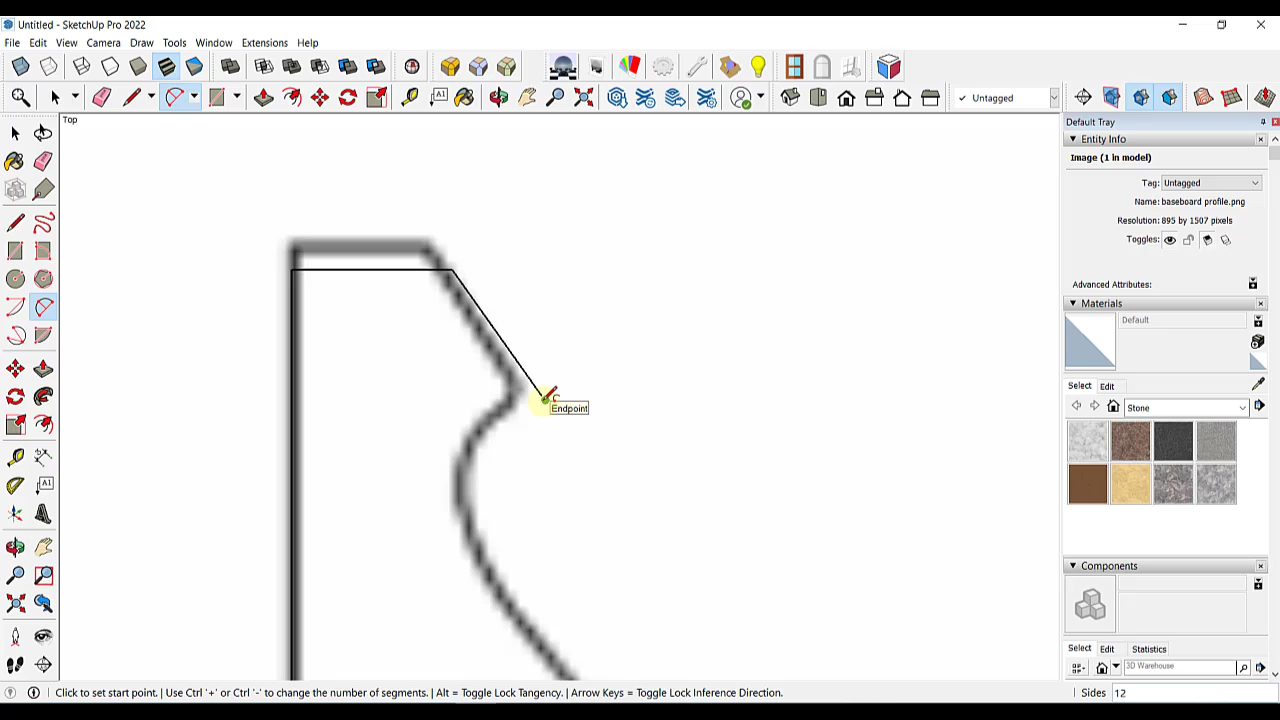 Untitled - SketchUp Pro 2022
File Edit View Camera Draw Tools Window Extensions Help
A1
Untagged
Top
Default Tray
Entity Info
Image (1 in model)
Tag: Untagged
Name: baseboard profile.png
Resolution: 895 by 1507 pixels
Toggles:
Advanced Attributes:
Materials
Default
Select Edit
Stone
Endpoint
A1
Components
Select Edit Statistics
3D Warehouse
Click to set start point. | Use Ctrl '+' or Ctrl '-' to change the number of segments. | Alt = Toggle Lock Tangency. | Arrow Keys = Toggle Lock Inference Direction.
Sides 12